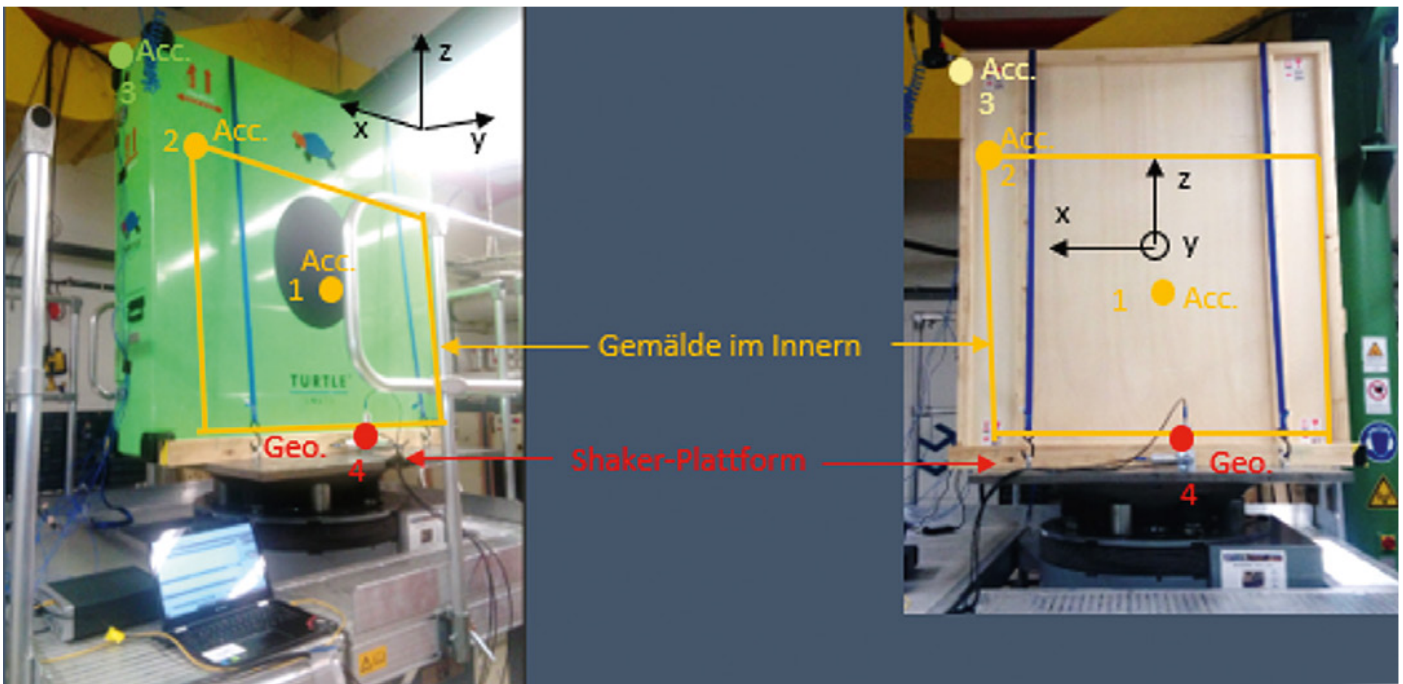 Acc.
3
2 Acc.
z
x
y
Acc.
1
TURTLE
Geo.
4
Gemälde im Innern
Shaker-Plattform
Acc.
3
Acc.
2
z
x
y
1 Acc.
Geo.
4